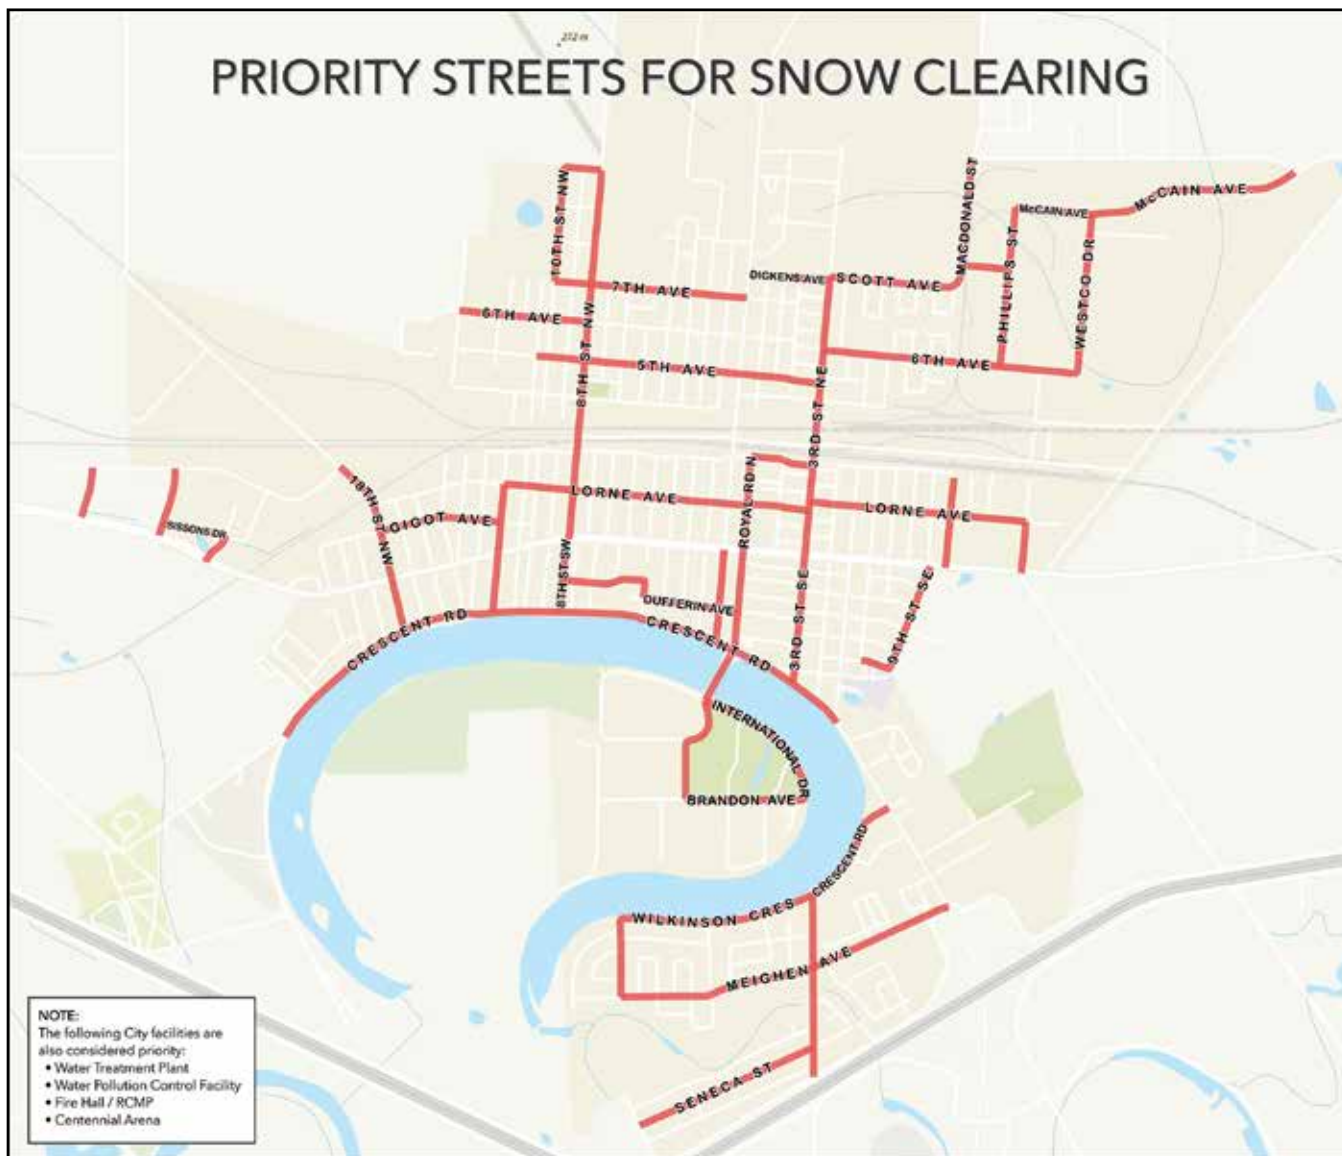 272 m
PRIORITY STREETS FOR SNOW CLEARING
10TH ST NW
MACDONALD ST
McCAIN AVE
McCAIN AVE
PHILLIPS ST
WESTCO DR
DICKENS AVE
SCOTT AVE
7TH AVE
6TH AVE
8TH ST NW
5TH AVE
6TH AVE
3RD ST NE
18TH ST NW
GIGOT AVE
LORNE AVE
ROYAL RD N
LORNE AVE
SISSONS DR
8TH ST SW
DUFFERIN AVE
3RD ST SE
9TH ST SE
CRESCENT RD
CRESCENT RD
INTERNATIONAL DR
BRANDON AVE
CRESCENT RD
WILKINSON CRES
MEIGHEN AVE
SENECA ST
NOTE:
The following City facilities are
also considered priority:
• Water Treatment Plant
• Water Pollution Control Facility
• Fire Hall / RCMP
• Centennial Arena